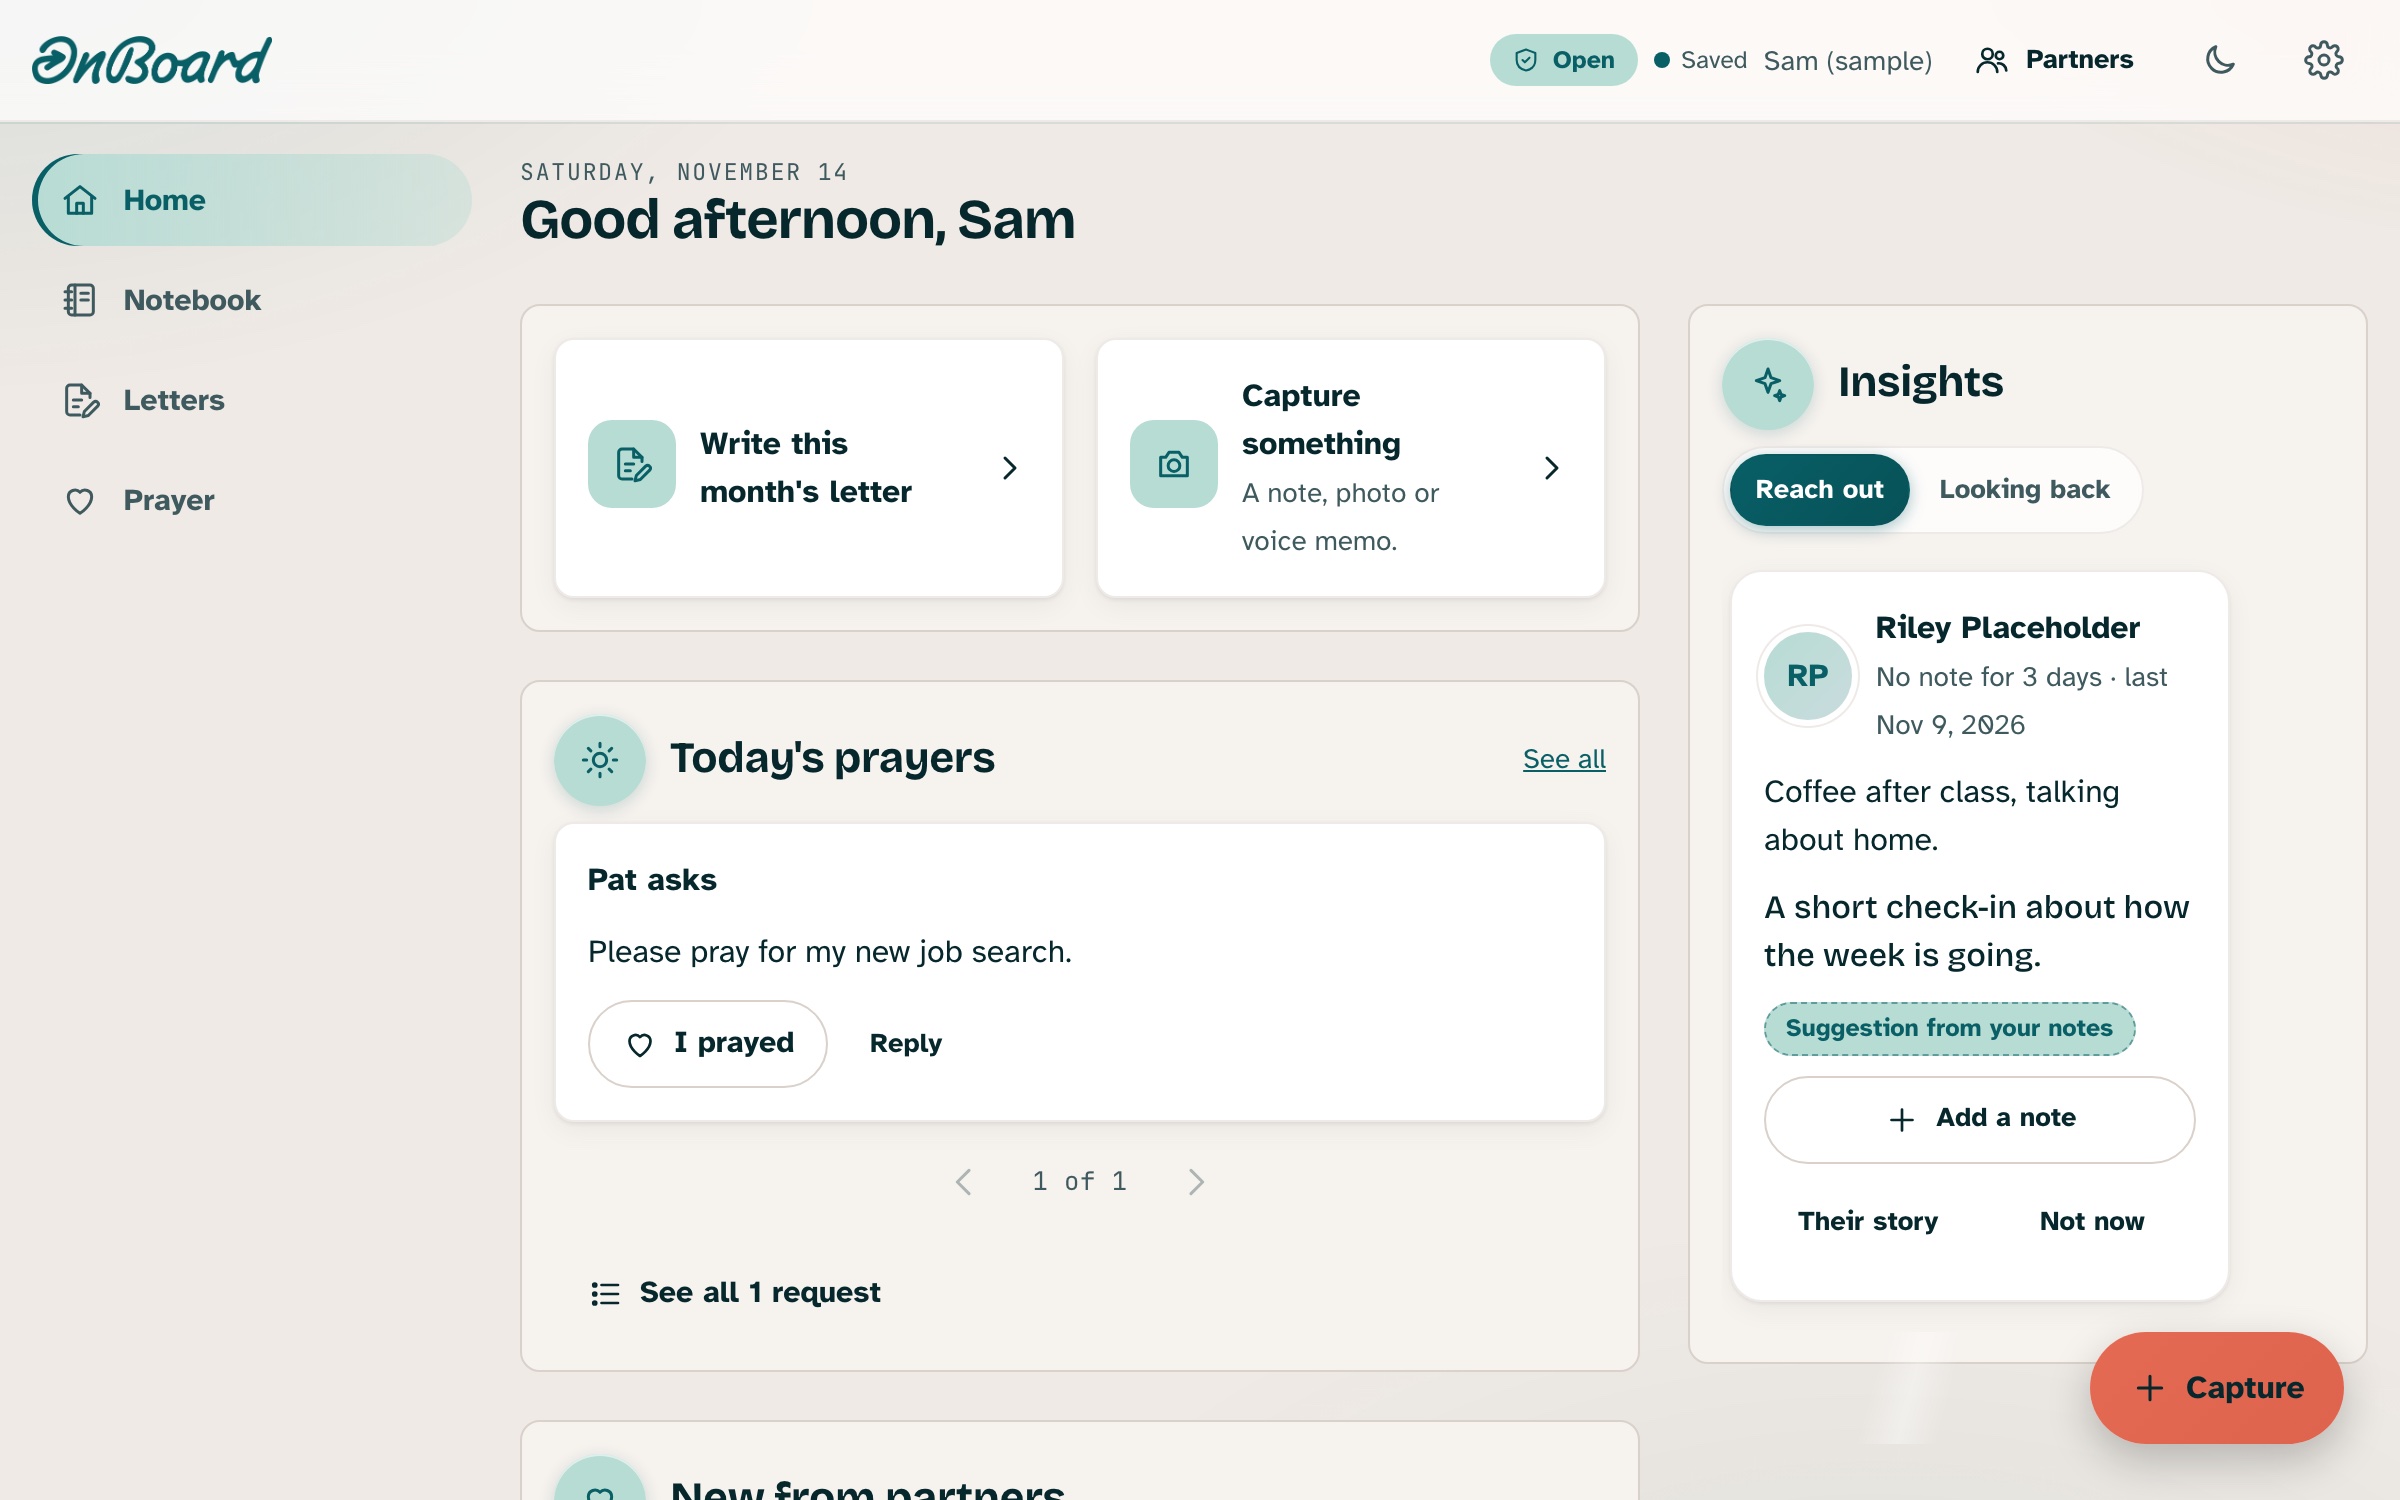 OnBoard
Open
Saved
Sam (sample)
Partners
Home
Notebook
Letters
Prayer
SATURDAY, NOVEMBER 14
Good afternoon, Sam
Write this
month's letter
Capture
something
A note, photo or
voice memo.
Today's prayers
See all
Pat asks
Please pray for my new job search.
I prayed
Reply
1 of 1
See all 1 request
New from partners
Insights
Reach out
Looking back
RP
Riley Placeholder
No note for 3 days · last
Nov 9, 2026
Coffee after class, talking
about home.
A short check-in about how
the week is going.
Suggestion from your notes
Add a note
Their story
Not now
Capture